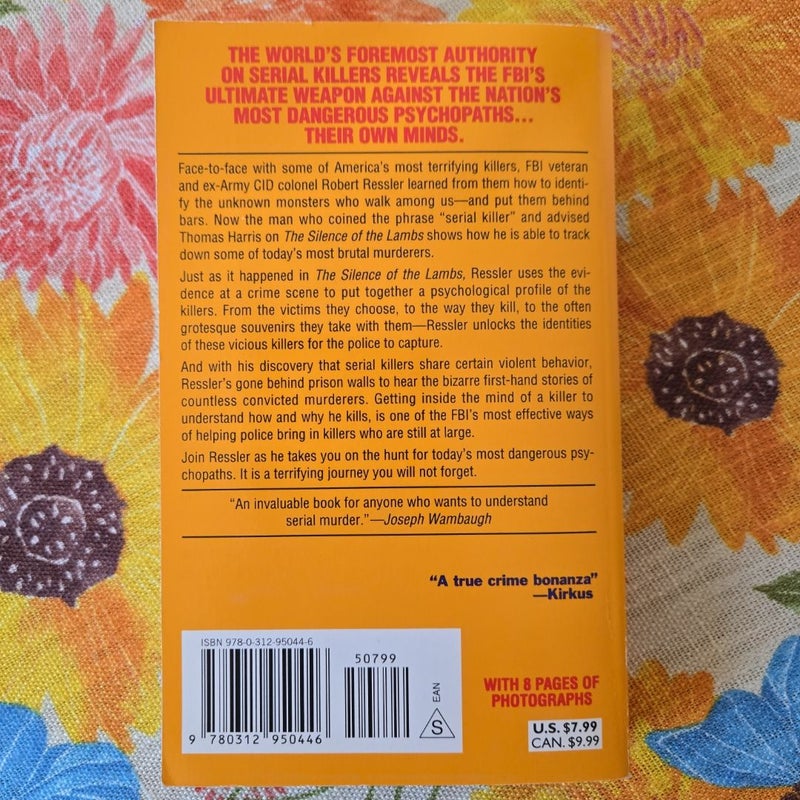 THE WORLD'S FOREMOST AUTHORITY
ON SERIAL KILLERS REVEALS THE FBI'S
ULTIMATE WEAPON AGAINST THE NATION'S
MOST DANGEROUS PSYCHOPATHS...
THEIR OWN MINDS.
Face-to-face with some of America's most terrifying killers, FBI veteran
and ex-Army CID colonel Robert Ressler learned from them how to identi-
fy the unknown monsters who walk among us—and put them behind
bars. Now the man who coined the phrase "serial killer" and advised
Thomas Harris on The Silence of the Lambs shows how he is able to track
down some of today's most brutal murderers.
Just as it happened in The Silence of the Lambs, Ressler uses the evi-
dence at a crime scene to put together a psychological profile of the
killers. From the victims they choose, to the way they kill, to the often
grotesque souvenirs they take with them—Ressler unlocks the identities
of these vicious killers for the police to capture.
And with his discovery that serial killers share certain violent behavior,
Ressler's gone behind prison walls to hear the bizarre first-hand stories of
countless convicted murderers. Getting inside the mind of a killer to
understand how and why he kills, is one of the FBI's most effective ways
of helping police bring in killers who are still at large.
Join Ressler as he takes you on the hunt for today's most dangerous psy-
chopaths. It is a terrifying journey you will not forget.
"An invaluable book for anyone who wants to understand
serial murder."—Joseph Wambaugh
"A true crime bonanza"
—Kirkus
ISBN 978-0-312-95044-6
50799
9 780312 950446
S
EAN
WITH 8 PAGES OF
PHOTOGRAPHS
U.S. $7.99
CAN. $9.99